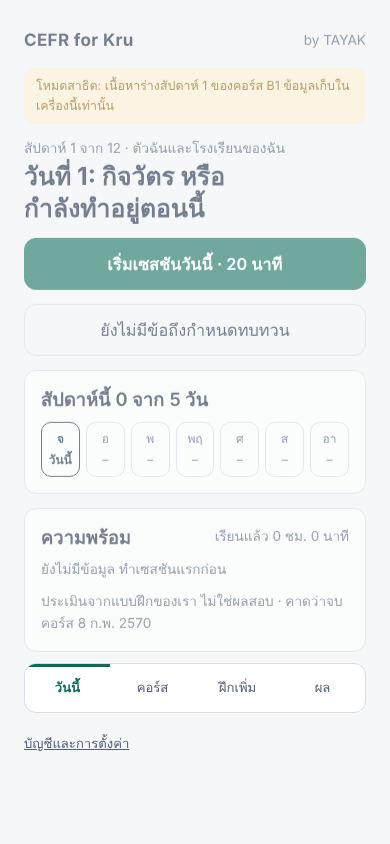 CEFR for Kru
by TAYAK
โหมดสาธิต: เนื้อหาร่างสัปดาห์ 1 ของคอร์ส B1 ข้อมูลเก็บใน
เครื่องนี้เท่านั้น
สัปดาห์ 1 จาก 12 · ตัวฉันและโรงเรียนของฉัน
วันที่ 1: กิจวัตร หรือ
กำลังทำอยู่ตอนนี้
เริ่มเซสชันวันนี้ · 20 นาที
ยังไม่มีข้อถึงกำหนดทบทวน
สัปดาห์นี้ 0 จาก 5 วัน
จ อ พ พฤ ศ ส อา
วันนี้ – – – – – –
ความพร้อม
เรียนแล้ว 0 ชม. 0 นาที
ยังไม่มีข้อมูล ทำเซสชันแรกก่อน
ประเมินจากแบบฝึกของเรา ไม่ใช่ผลสอบ · คาดว่าจบ
คอร์ส 8 ก.พ. 2570
วันนี้ คอร์ส ฝึกเพิ่ม ผล
บัญชีและการตั้งค่า